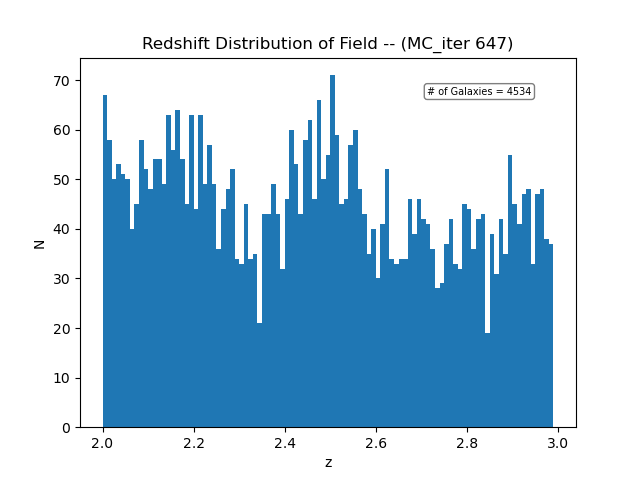 Redshift Distribution of Field -- (MC_iter 647)
# of Galaxies = 4534
70
60
50
40
30
20
10
0
N
2.0 2.2 2.4 2.6 2.8 3.0
z